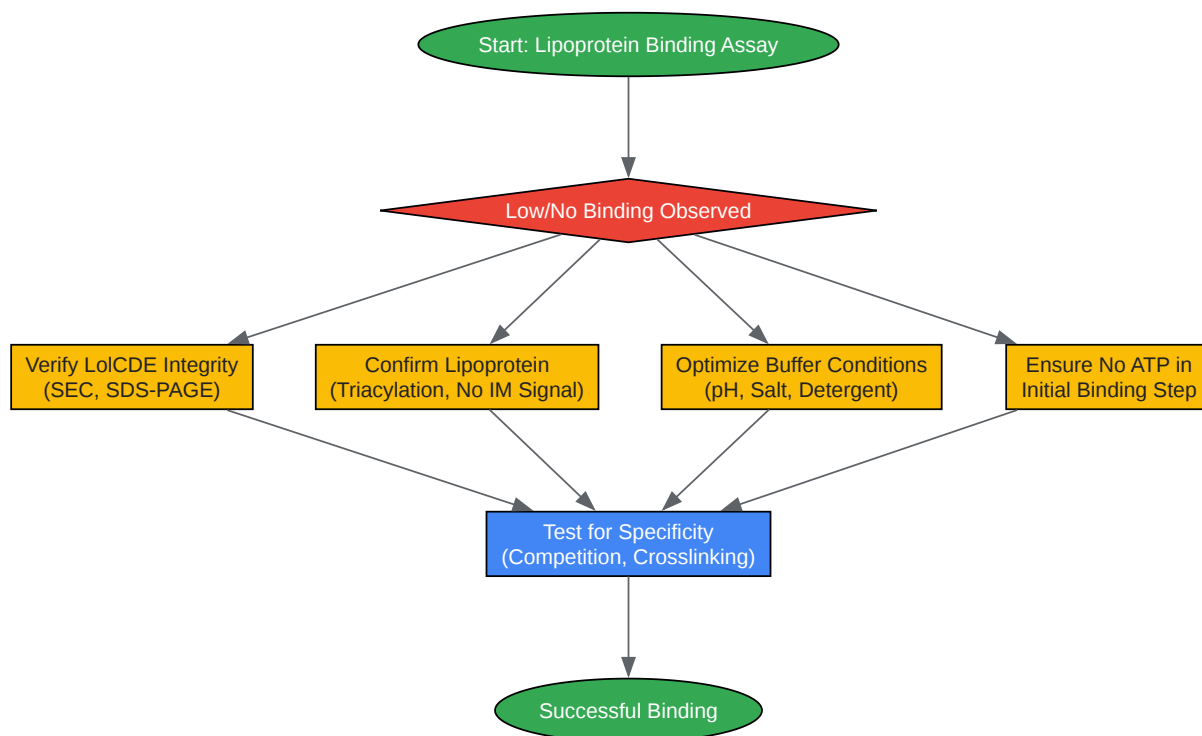 Start: Lipoprotein Binding Assay
Low/No Binding Observed
Verify LolCDE Integrity
(SEC, SDS-PAGE)
Confirm Lipoprotein
(Triacylation, No IM Signal)
Optimize Buffer Conditions
(pH, Salt, Detergent)
Ensure No ATP in
Initial Binding Step
Test for Specificity
(Competition, Crosslinking)
Successful Binding